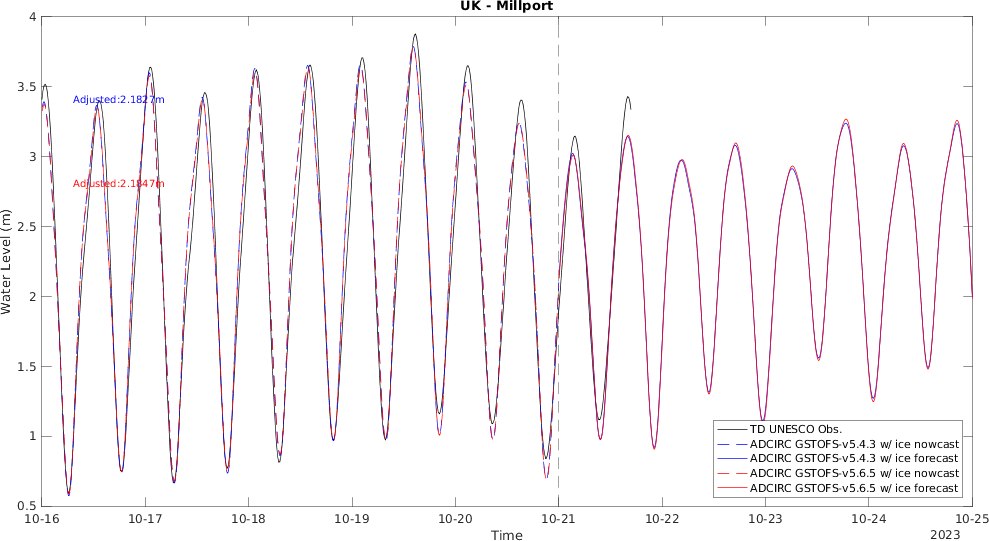 UK - Millport
4
3.5
3
2.5
2
1.5
1
0.5
Water Level (m)
Adjusted:2.1827m
Adjusted:2.1847m
TD UNESCO Obs.
ADCIRC GSTOFS-v5.4.3 w/ ice nowcast
ADCIRC GSTOFS-v5.4.3 w/ ice forecast
ADCIRC GSTOFS-v5.6.5 w/ ice nowcast
ADCIRC GSTOFS-v5.6.5 w/ ice forecast
10-16 10-17 10-18 10-19 10-20 10-21 10-22 10-23 10-24 10-25
Time
2023